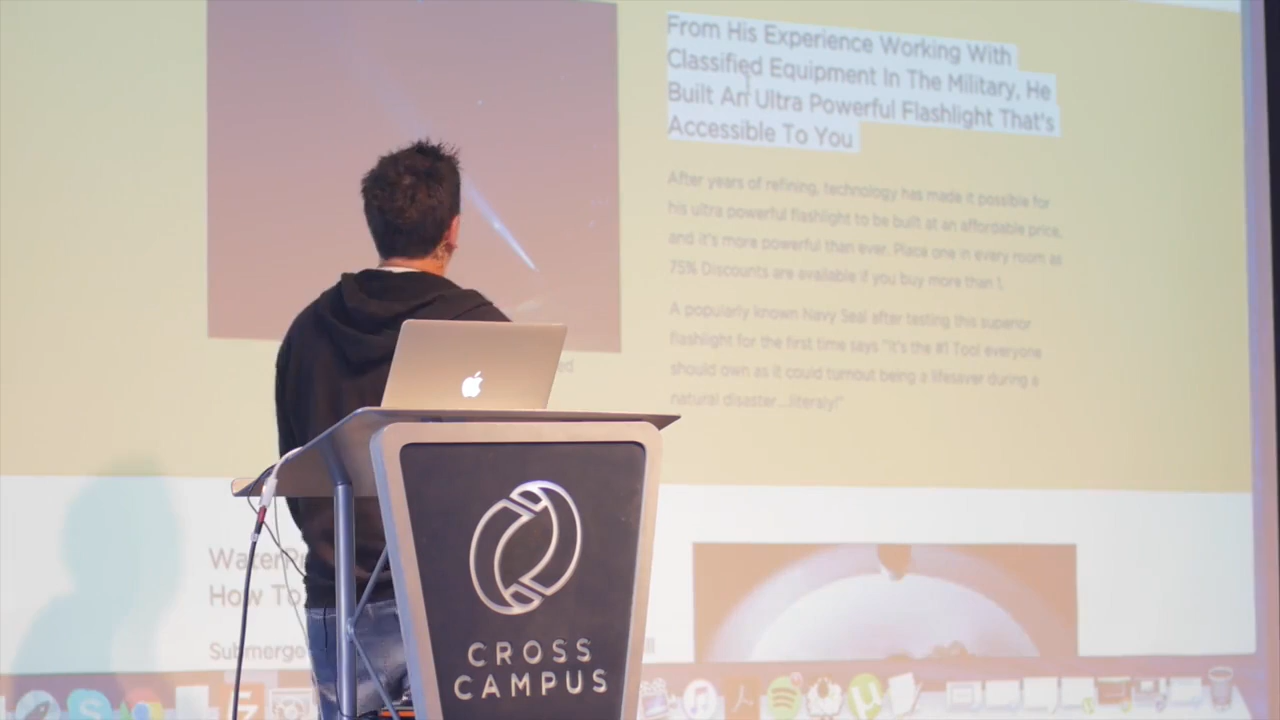 From His Experience Working With
Classified Equipment In The Military, He
Built An Ultra Powerful Flashlight That's
Accessible To You
After years of refining, technology has made it possible for
his ultra powerful flashlight to be built at an affordable price,
and it's more powerful than ever. Place one in every room as
75% Discounts are available if you buy more than 1.
A popularly known Navy Seal after testing this superior
flashlight for the first time says "It's the #1 Tool everyone
should own as it could turnout being a lifesaver during a
natural disaster...literaly!"
ed
WaterPr
How To
Submerge
CROSS
CAMPUS